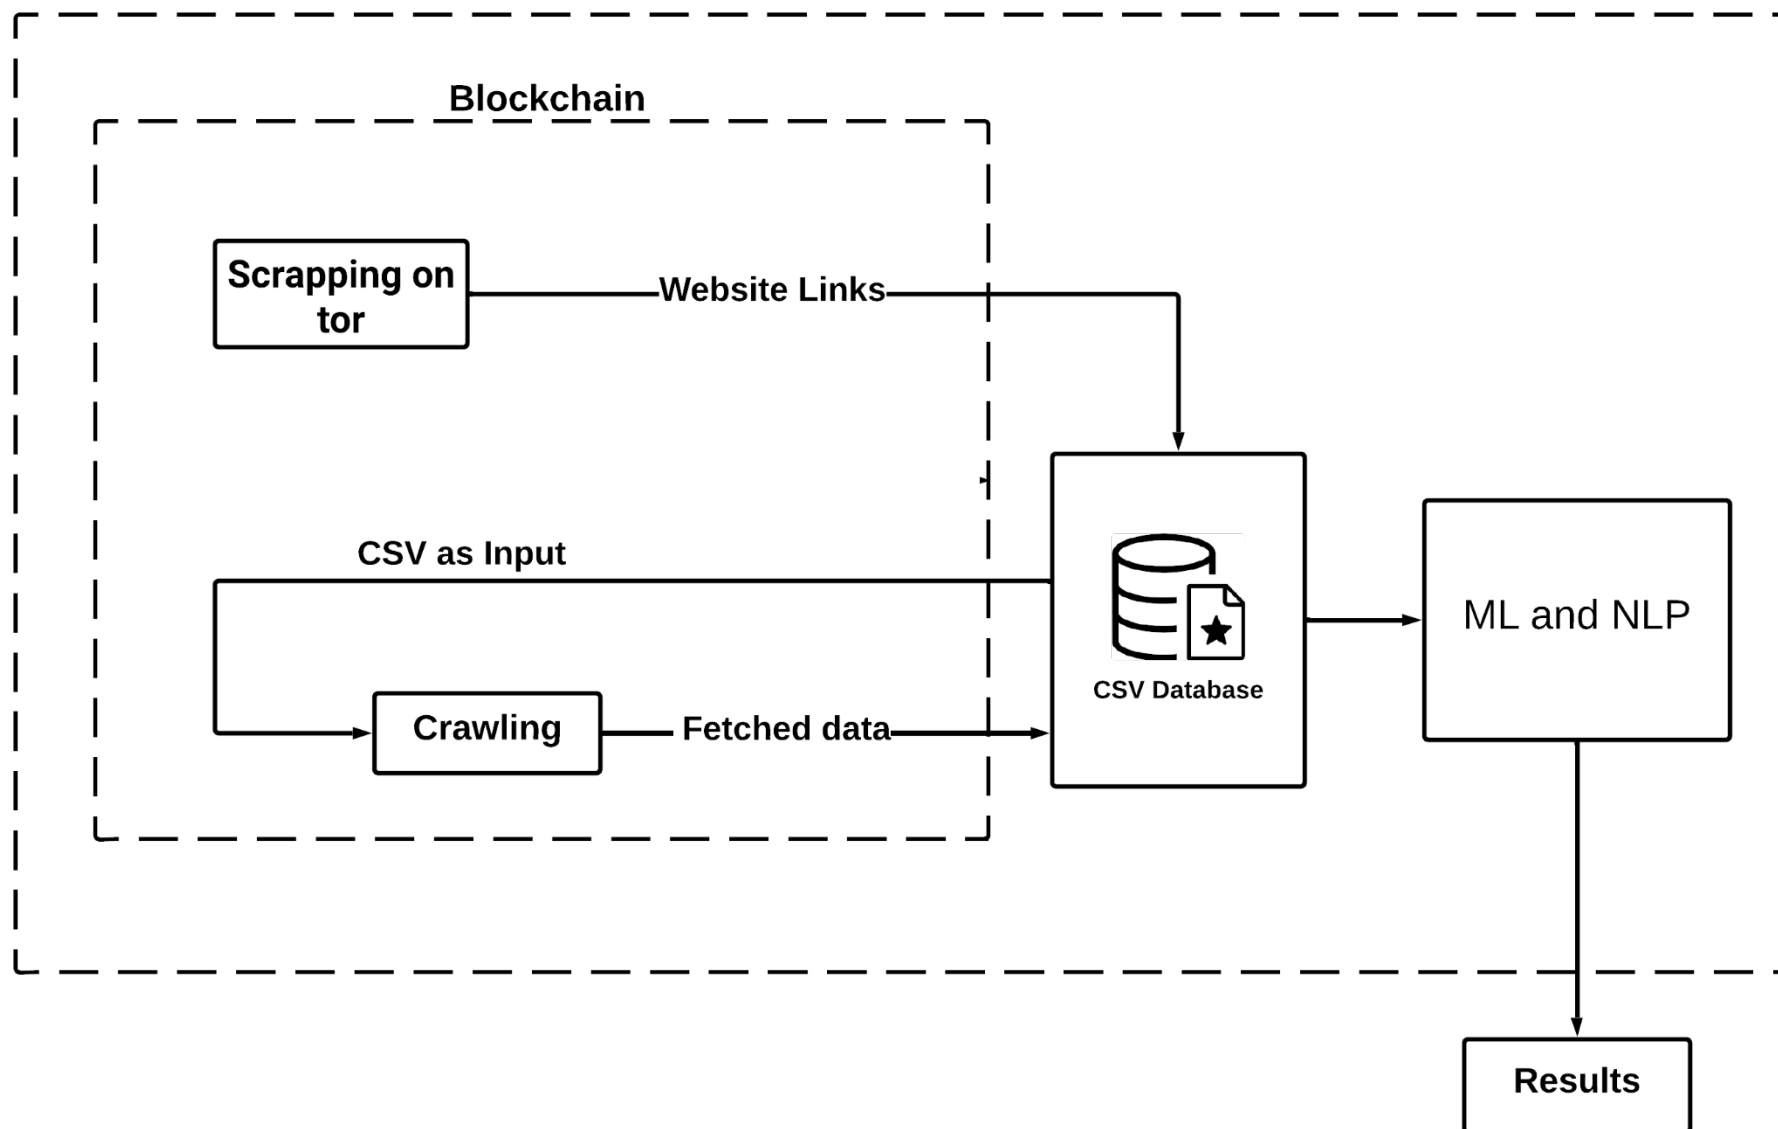 Blockchain
Scrapping on
tor
Website Links
CSV as Input
CSV Database
ML and NLP
Crawling
Fetched data
Results